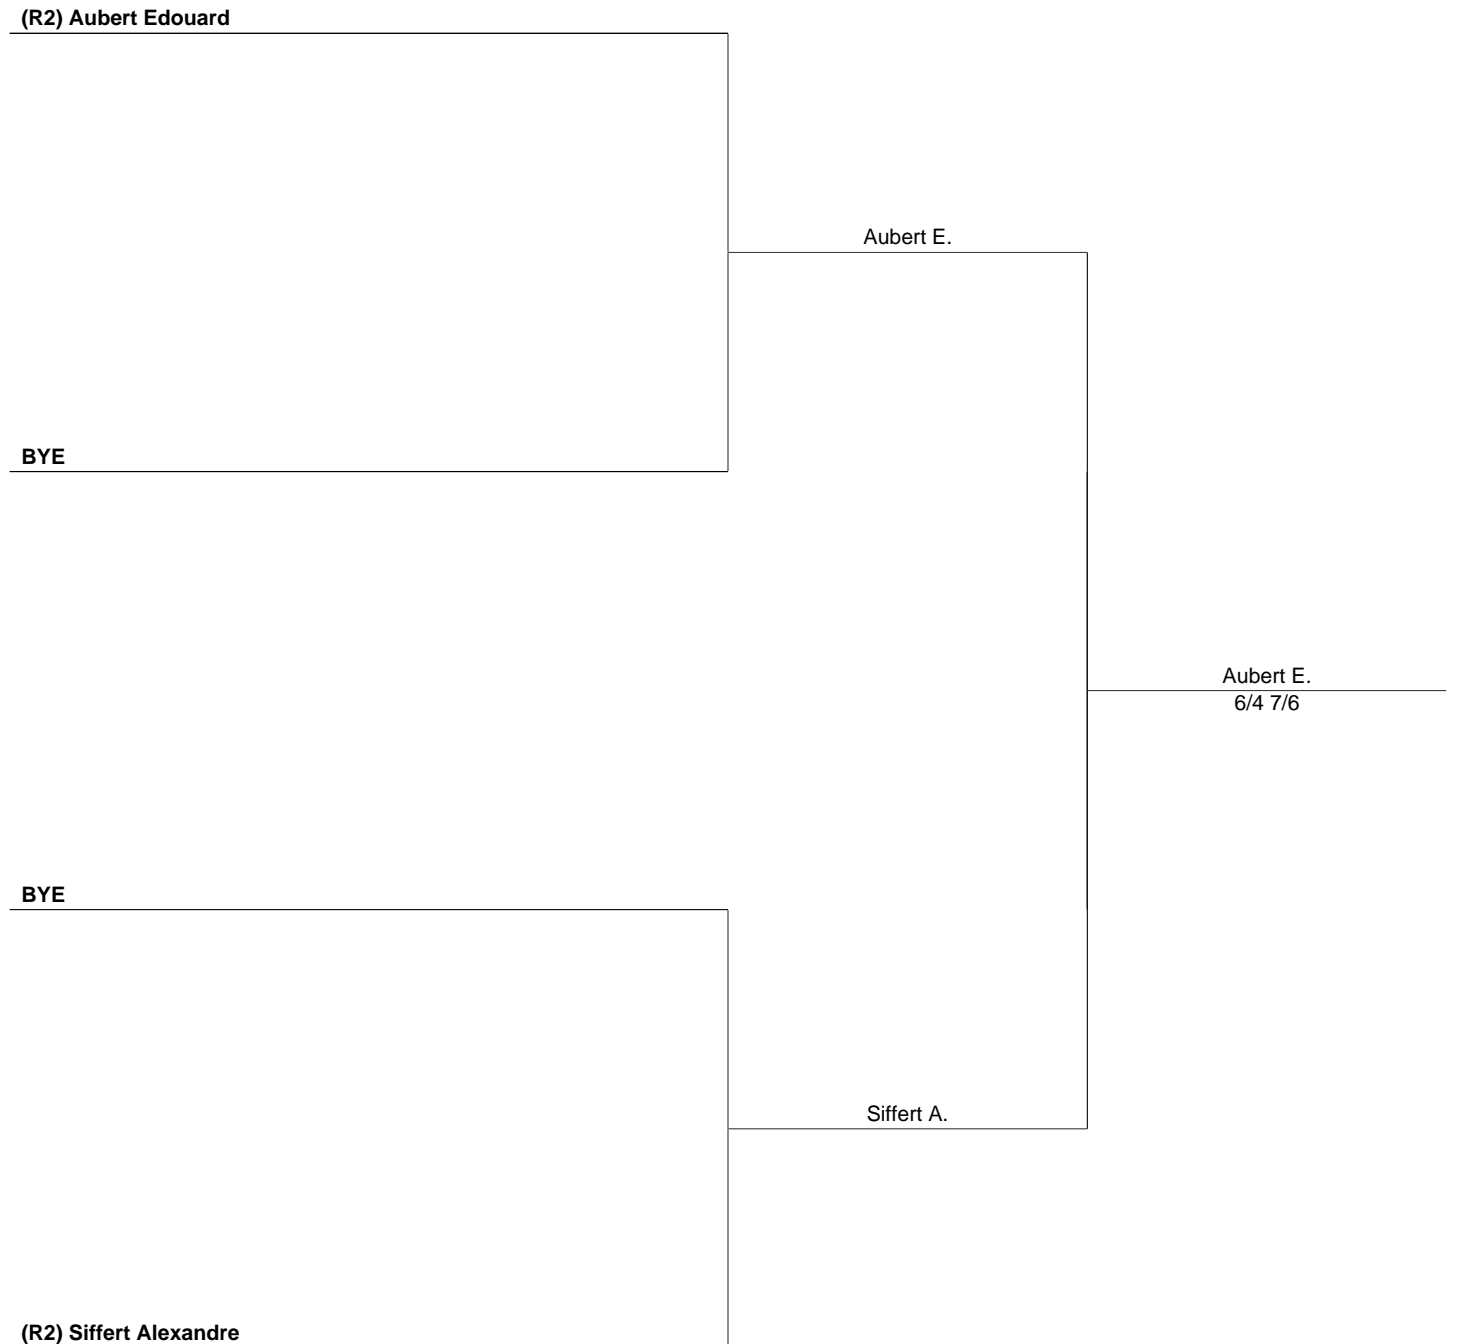 (R2) Aubert Edouard
Aubert E.
BYE
Aubert E.
6/4 7/6
BYE
Siffert A.
(R2) Siffert Alexandre